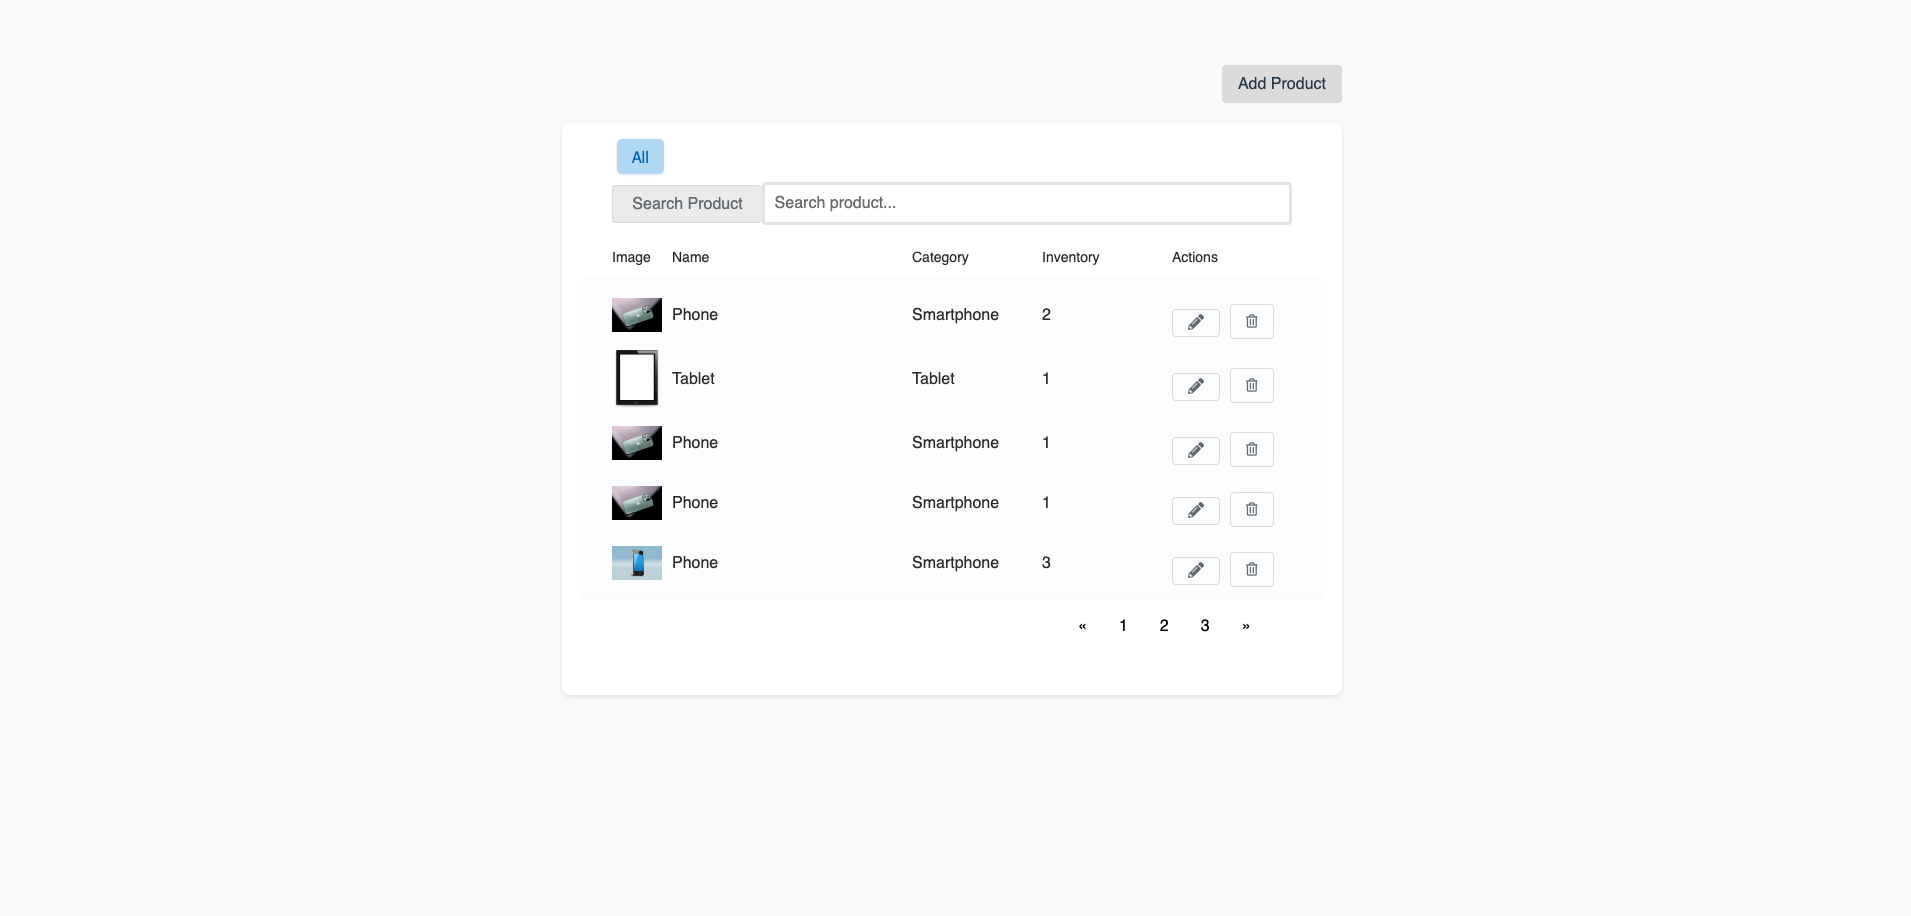 Add Product
All
Search Product Search product...
Image Name Category Inventory Actions
Phone Smartphone 2
Tablet Tablet 1
Phone Smartphone 1
Phone Smartphone 1
Phone Smartphone 3
« 1 2 3 »